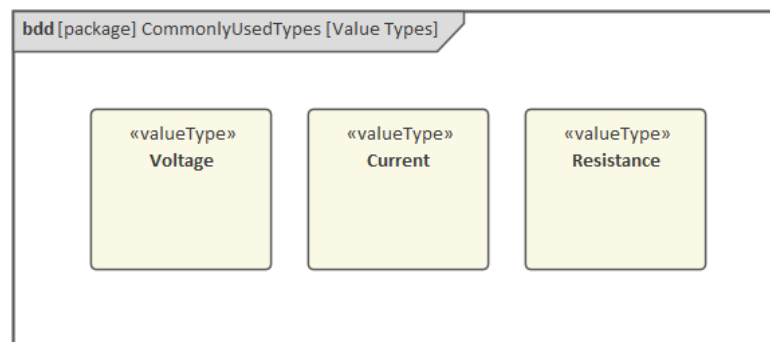 bdd [package] CommonlyUsedTypes [Value Types]
«valueType» «valueType» «valueType»
Voltage Current Resistance